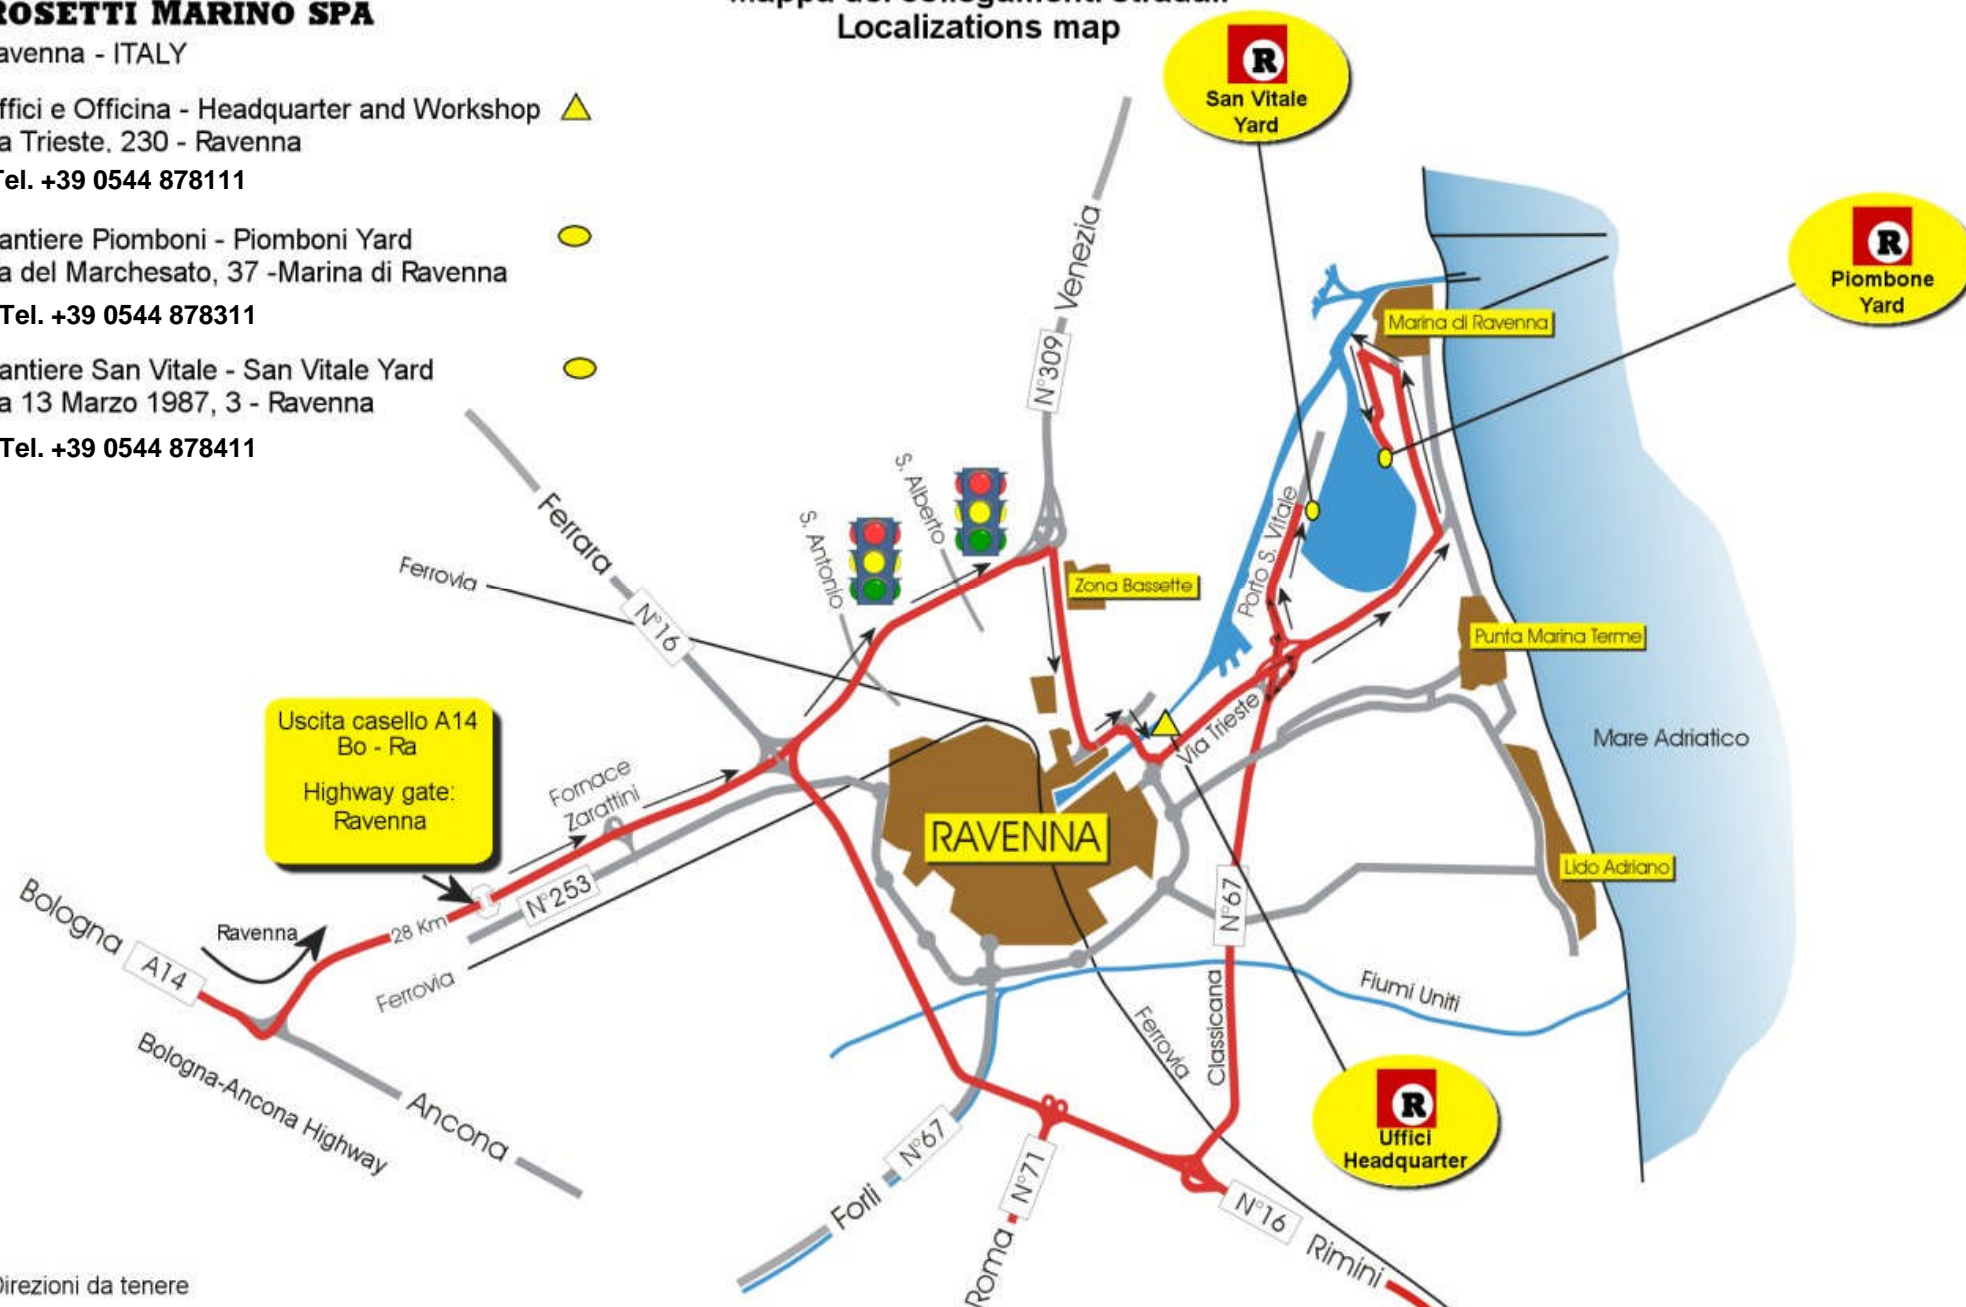 ROSETTI MARINO SPA
avenna - ITALY
ffici e Officina - Headquarter and Workshop
a Trieste, 230 - Ravenna
Tel. +39 0544 878111
antiere Piomboni - Piomboni Yard
a del Marchesato, 37 -Marina di Ravenna
Tel. +39 0544 878311
antiere San Vitale - San Vitale Yard
a 13 Marzo 1987, 3 - Ravenna
Tel. +39 0544 878411
Mappa dei collegamenti stradali
Localizations map
R
San Vitale
Yard
R
Piombone
Yard
Venezia
N°309
Marina di Ravenna
Ferrara
N°16
Ferrovia
S. Antonio
S. Alberto
Zona Bassette
Porto S. Vitale
Punta Marina Terme
Mare Adriatico
Via Trieste
Uscita casello A14
Bo - Ra
Highway gate:
Ravenna
Fornace
Zarattini
RAVENNA
Lido Adriano
N°253
28 Km
Ravenna
Bologna
A14
Ferrovia
N°67
Classicana
Fiumi Uniti
Ferrovia
Bologna-Ancona Highway
Ancona
N°67
Forli
N°71
Roma
N°16
Rimini
R
Uffici
Headquarter
Direzioni da tenere